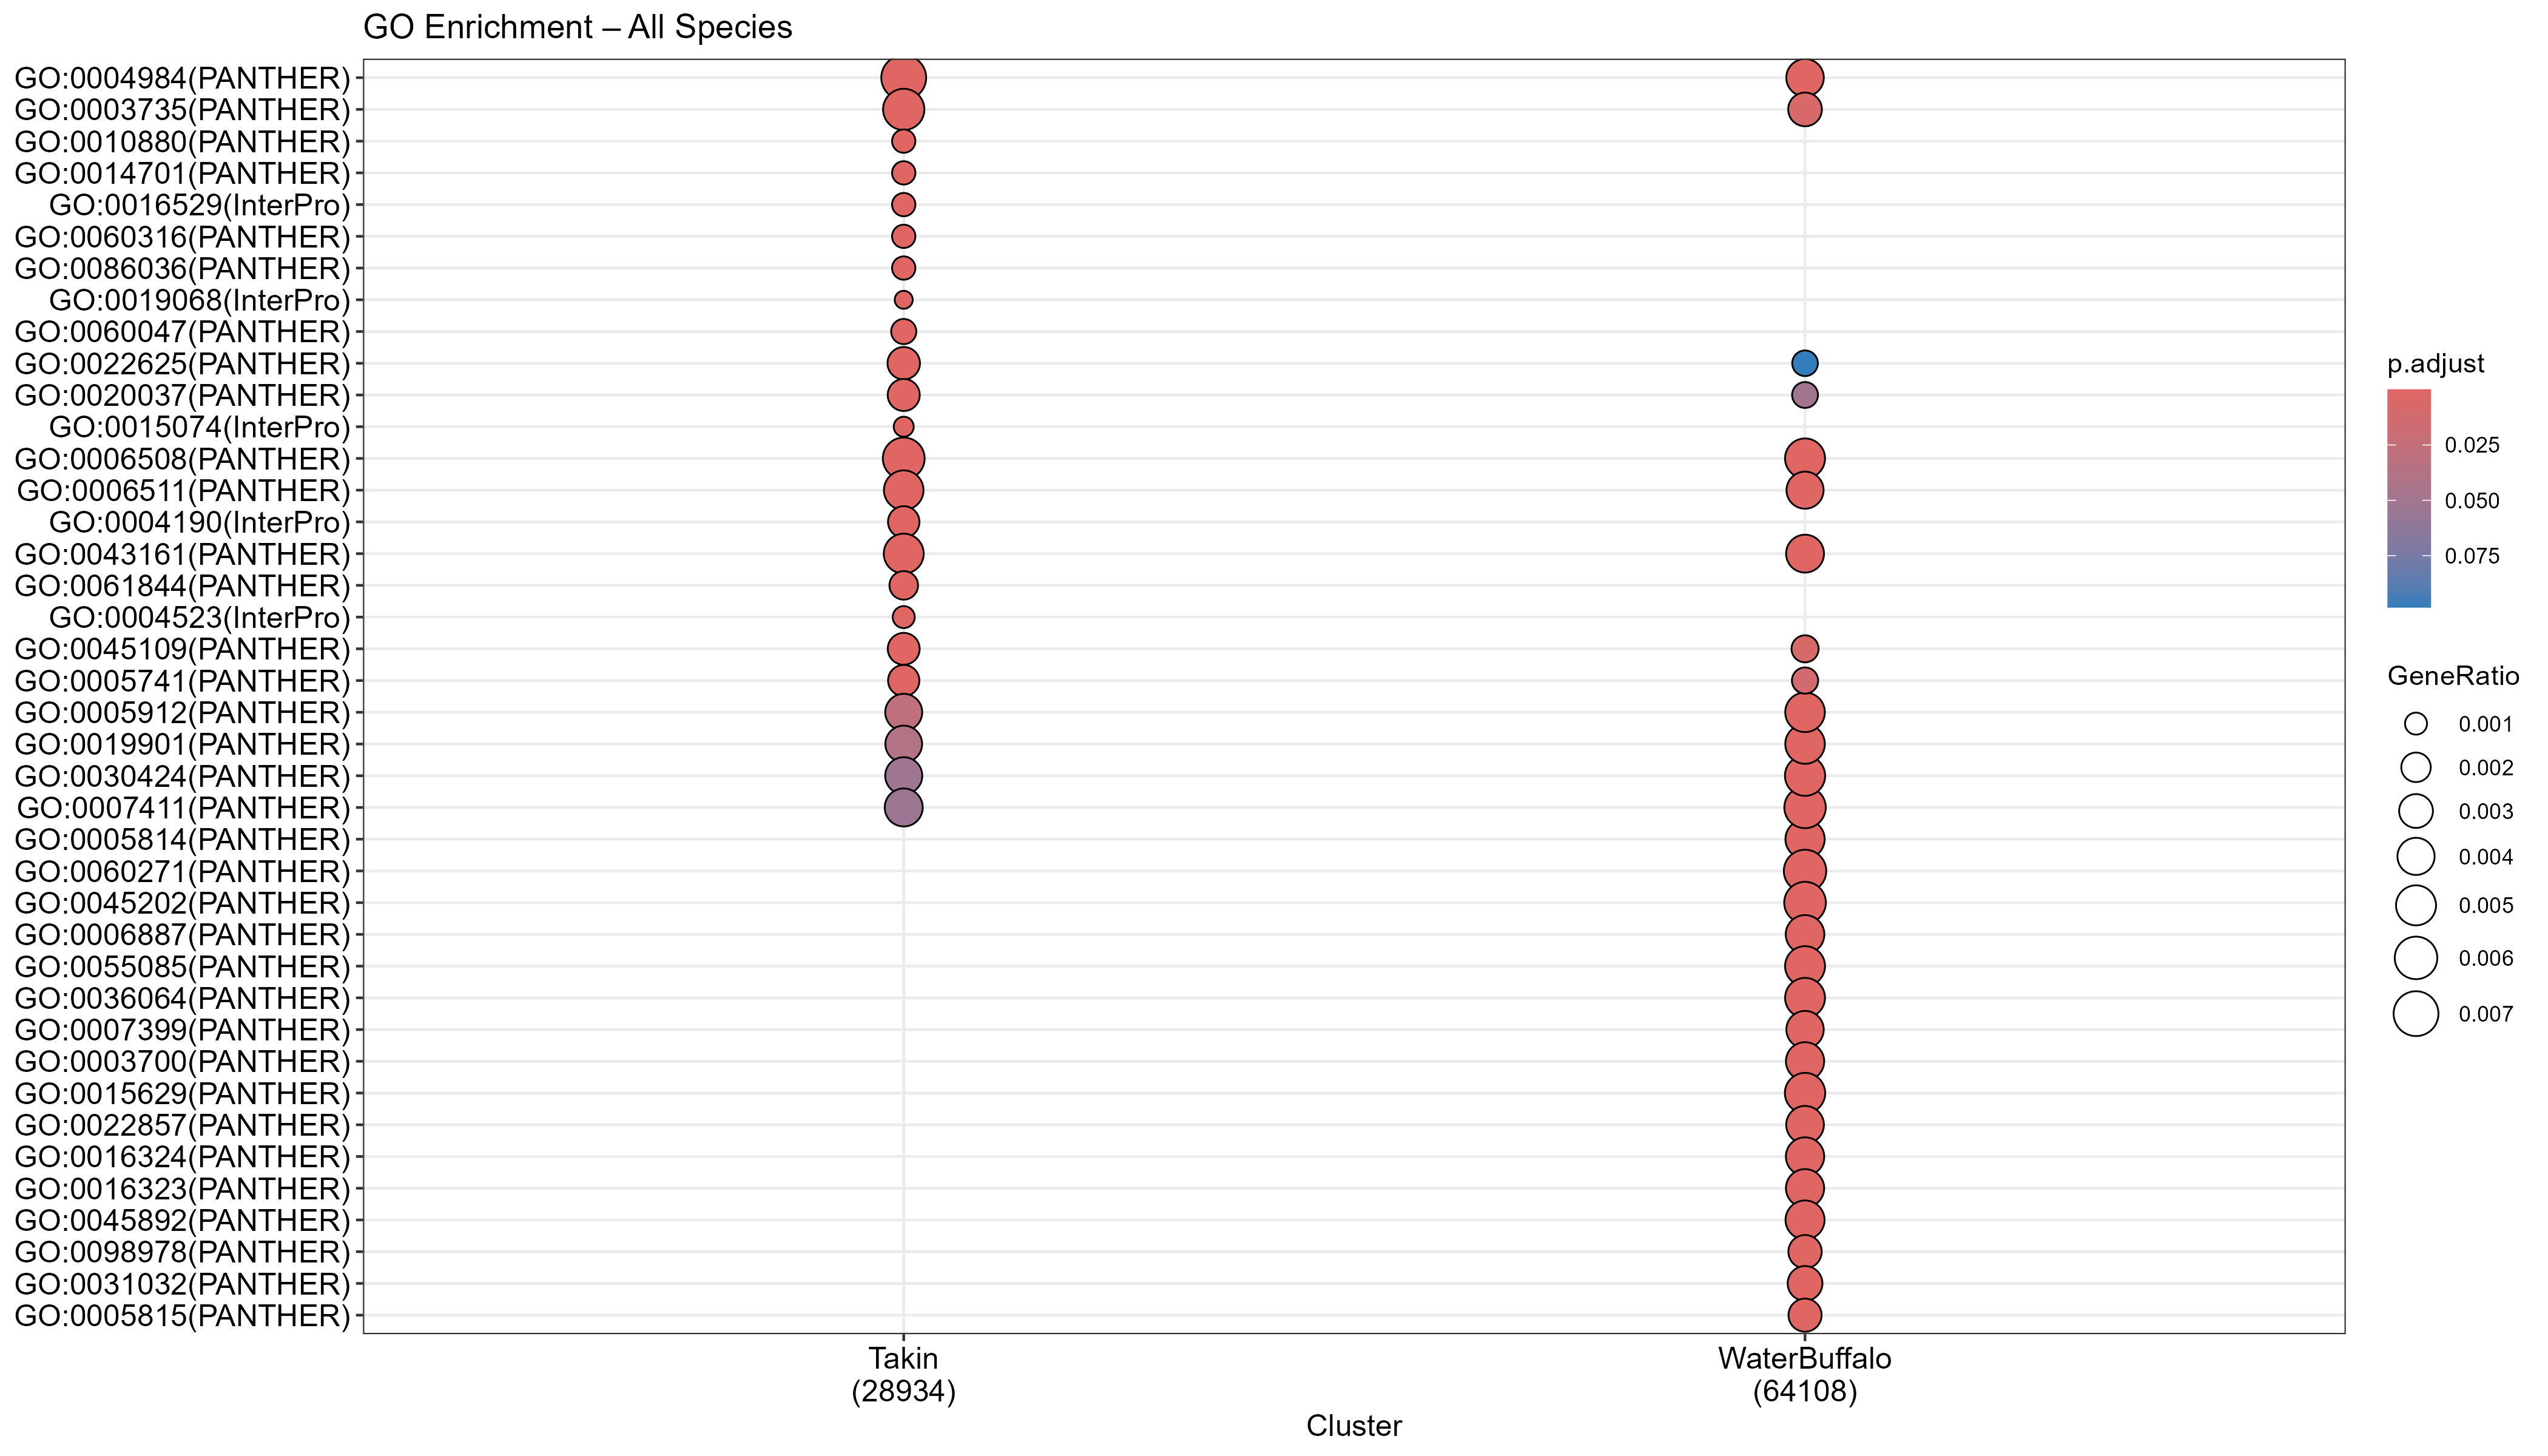 GO Enrichment – All Species
GO:0004984(PANTHER)
GO:0003735(PANTHER)
GO:0010880(PANTHER)
GO:0014701(PANTHER)
GO:0016529(InterPro)
GO:0060316(PANTHER)
GO:0086036(PANTHER)
GO:0019068(InterPro)
GO:0060047(PANTHER)
GO:0022625(PANTHER)
GO:0020037(PANTHER)
GO:0015074(InterPro)
GO:0006508(PANTHER)
GO:0006511(PANTHER)
GO:0004190(InterPro)
GO:0043161(PANTHER)
GO:0061844(PANTHER)
GO:0004523(InterPro)
GO:0045109(PANTHER)
GO:0005741(PANTHER)
GO:0005912(PANTHER)
GO:0019901(PANTHER)
GO:0030424(PANTHER)
GO:0007411(PANTHER)
GO:0005814(PANTHER)
GO:0060271(PANTHER)
GO:0045202(PANTHER)
GO:0006887(PANTHER)
GO:0055085(PANTHER)
GO:0036064(PANTHER)
GO:0007399(PANTHER)
GO:0003700(PANTHER)
GO:0015629(PANTHER)
GO:0022857(PANTHER)
GO:0016324(PANTHER)
GO:0016323(PANTHER)
GO:0045892(PANTHER)
GO:0098978(PANTHER)
GO:0031032(PANTHER)
GO:0005815(PANTHER)
Takin
(28934)
WaterBuffalo
(64108)
Cluster
p.adjust
0.025
0.050
0.075
GeneRatio
0.001
0.002
0.003
0.004
0.005
0.006
0.007